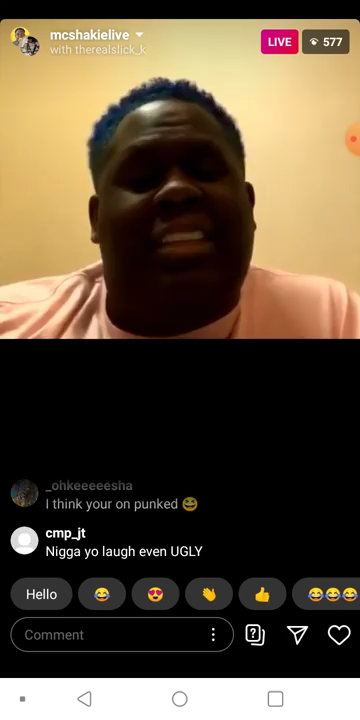 mcshakielive
with therealslick_k
LIVE
577
_ohkeeeeesha
I think your on punked 😆
cmp_jt
Nigga yo laugh even UGLY
Hello 😂 😍 👏 👍 😂😂😂
Comment